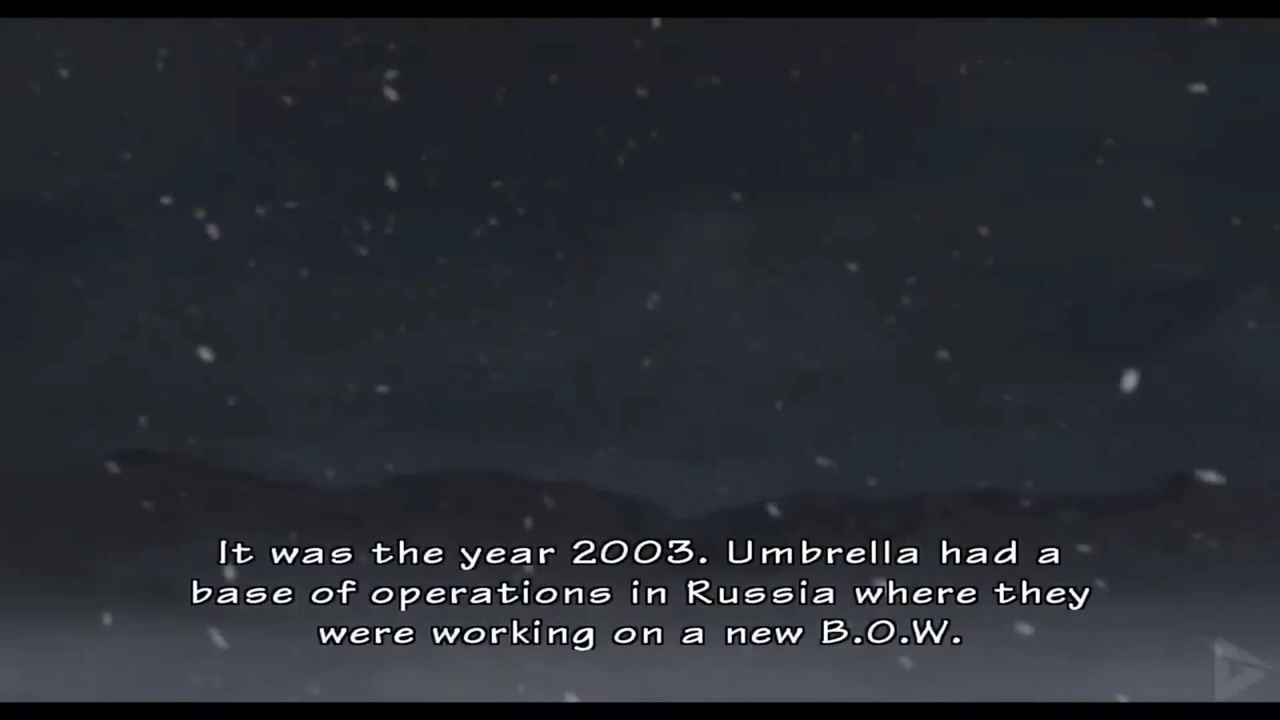 It was the year 2003. Umbrella had a
base of operations in Russia where they
were working on a new B.O.W.